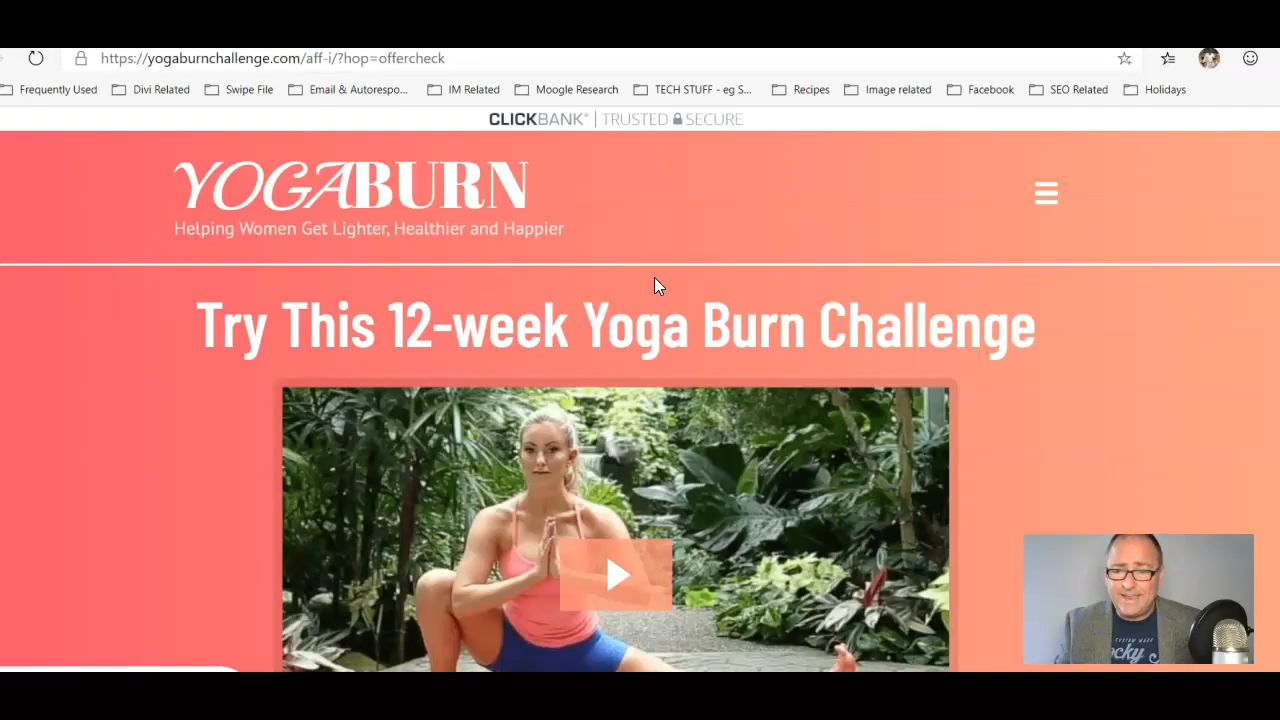 https://yogaburnchallenge.com/aff-i/?hop=offercheck
Frequently Used Divi Related Swipe File Email & Autorespo... IM Related Moogle Research TECH STUFF - eg S... Recipes Image related Facebook SEO Related Holidays
CLICKBANK® | TRUSTED SECURE
YOGABURN
Helping Women Get Lighter, Healthier and Happier
Try This 12-week Yoga Burn Challenge